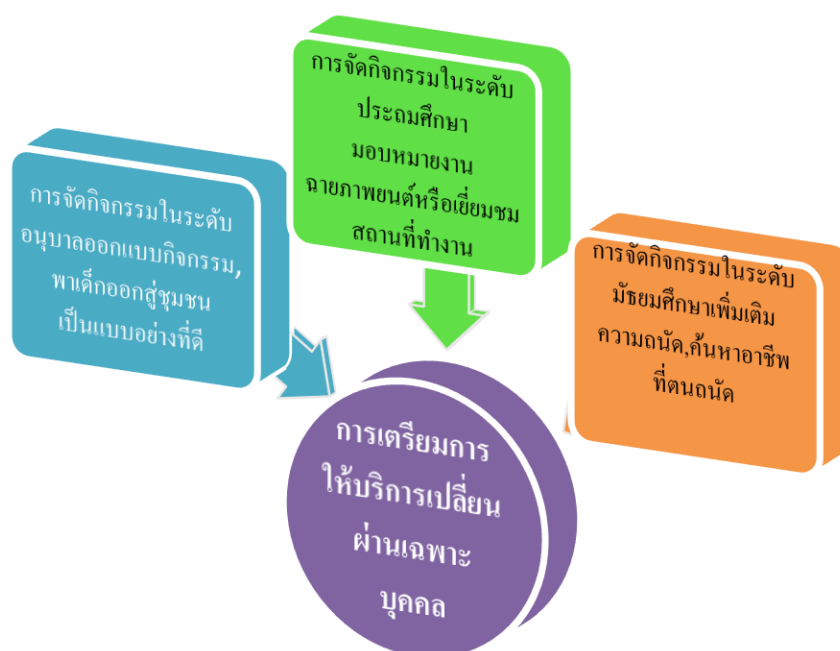 การจัดกิจกรรมในระดับ
อนุบาลออกแบบกิจกรรม,
พาเด็กออกสู่ชุมชน
เป็นแบบอย่างที่ดี
การจัดกิจกรรมในระดับ
ประถมศึกษา
มอบหมายงาน
ฉายภาพยนต์หรือเยี่ยมชม
สถานที่ทำงาน
การจัดกิจกรรมในระดับ
มัธยมศึกษาเพิ่มเติม
ความถนัด,ค้นหาอาชีพ
ที่ตนถนัด
การเตรียมการ
ให้บริการเปลี่ยน
ผ่านเฉพาะ
บุคคล